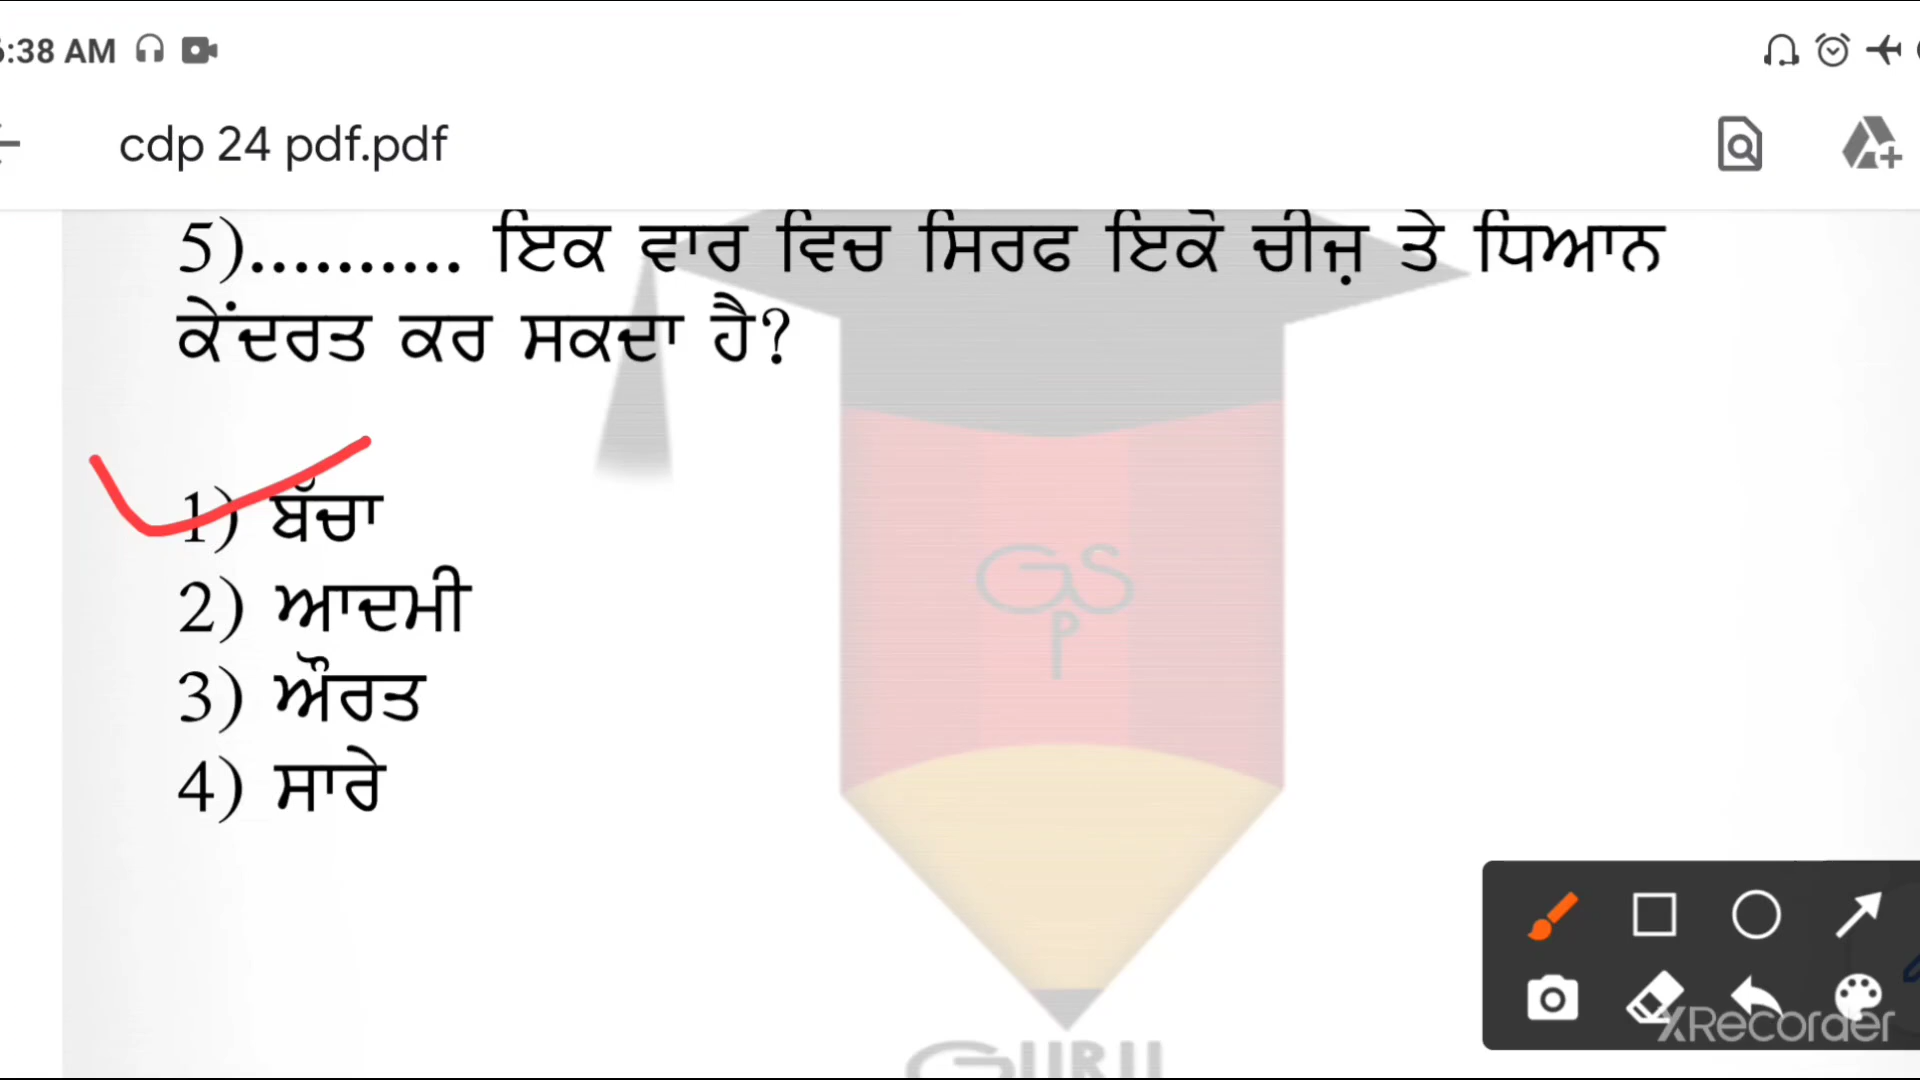 :38 AM
cdp 24 pdf.pdf
5).......... ਇਕ ਵਾਰ ਵਿਚ ਸਿਰਫ ਇਕੋ ਚੀਜ਼ ਤੇ ਧਿਆਨ
ਕੇਂਦਰਤ ਕਰ ਸਕਦਾ ਹੈ?
1) ਬੱਚਾ
2) ਆਦਮੀ
3) ਔਰਤ
4) ਸਾਰੇ
GSP
GURU
XRecorder